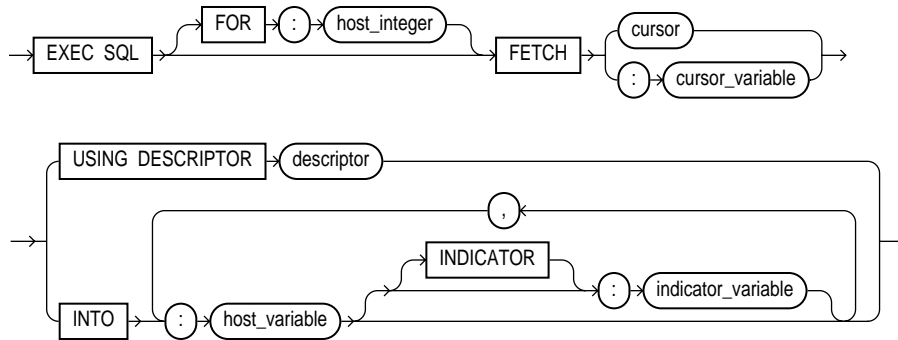 FOR : host_integer
EXEC SQL FETCH cursor
: cursor_variable
USING DESCRIPTOR descriptor
,
INDICATOR
: indicator_variable
INTO : host_variable